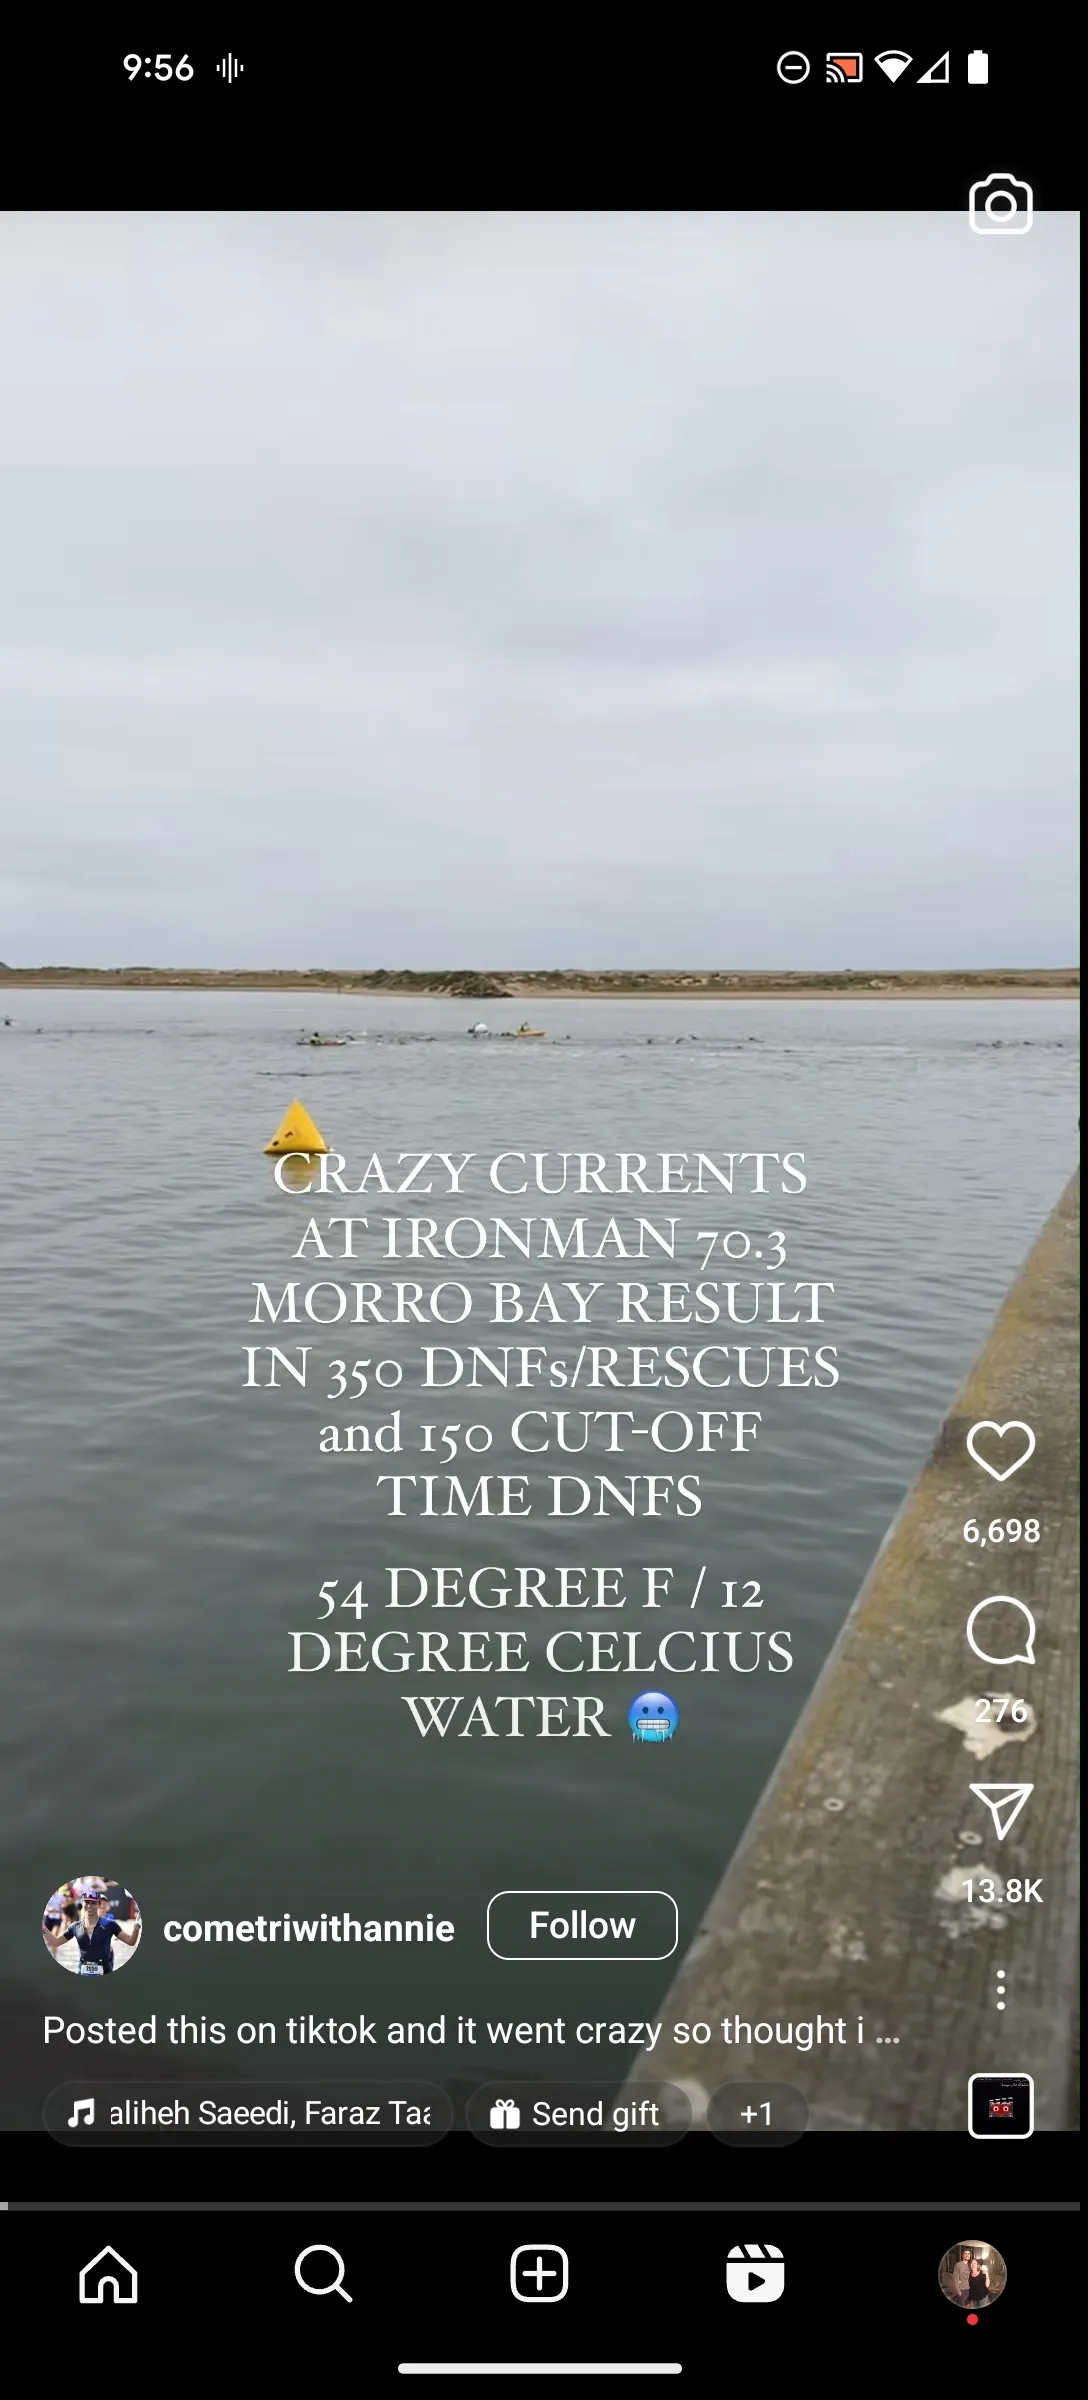 9:56
CRAZY CURRENTS
AT IRONMAN 70.3
MORRO BAY RESULT
IN 350 DNFs/RESCUES
and 150 CUT-OFF
TIME DNFS
54 DEGREE F / 12
DEGREE CELCIUS
WATER 🥶
6,698
276
13.8K
cometriwithannie
Follow
Posted this on tiktok and it went crazy so thought i ...
aliheh Saeedi, Faraz Taa
Send gift
+1